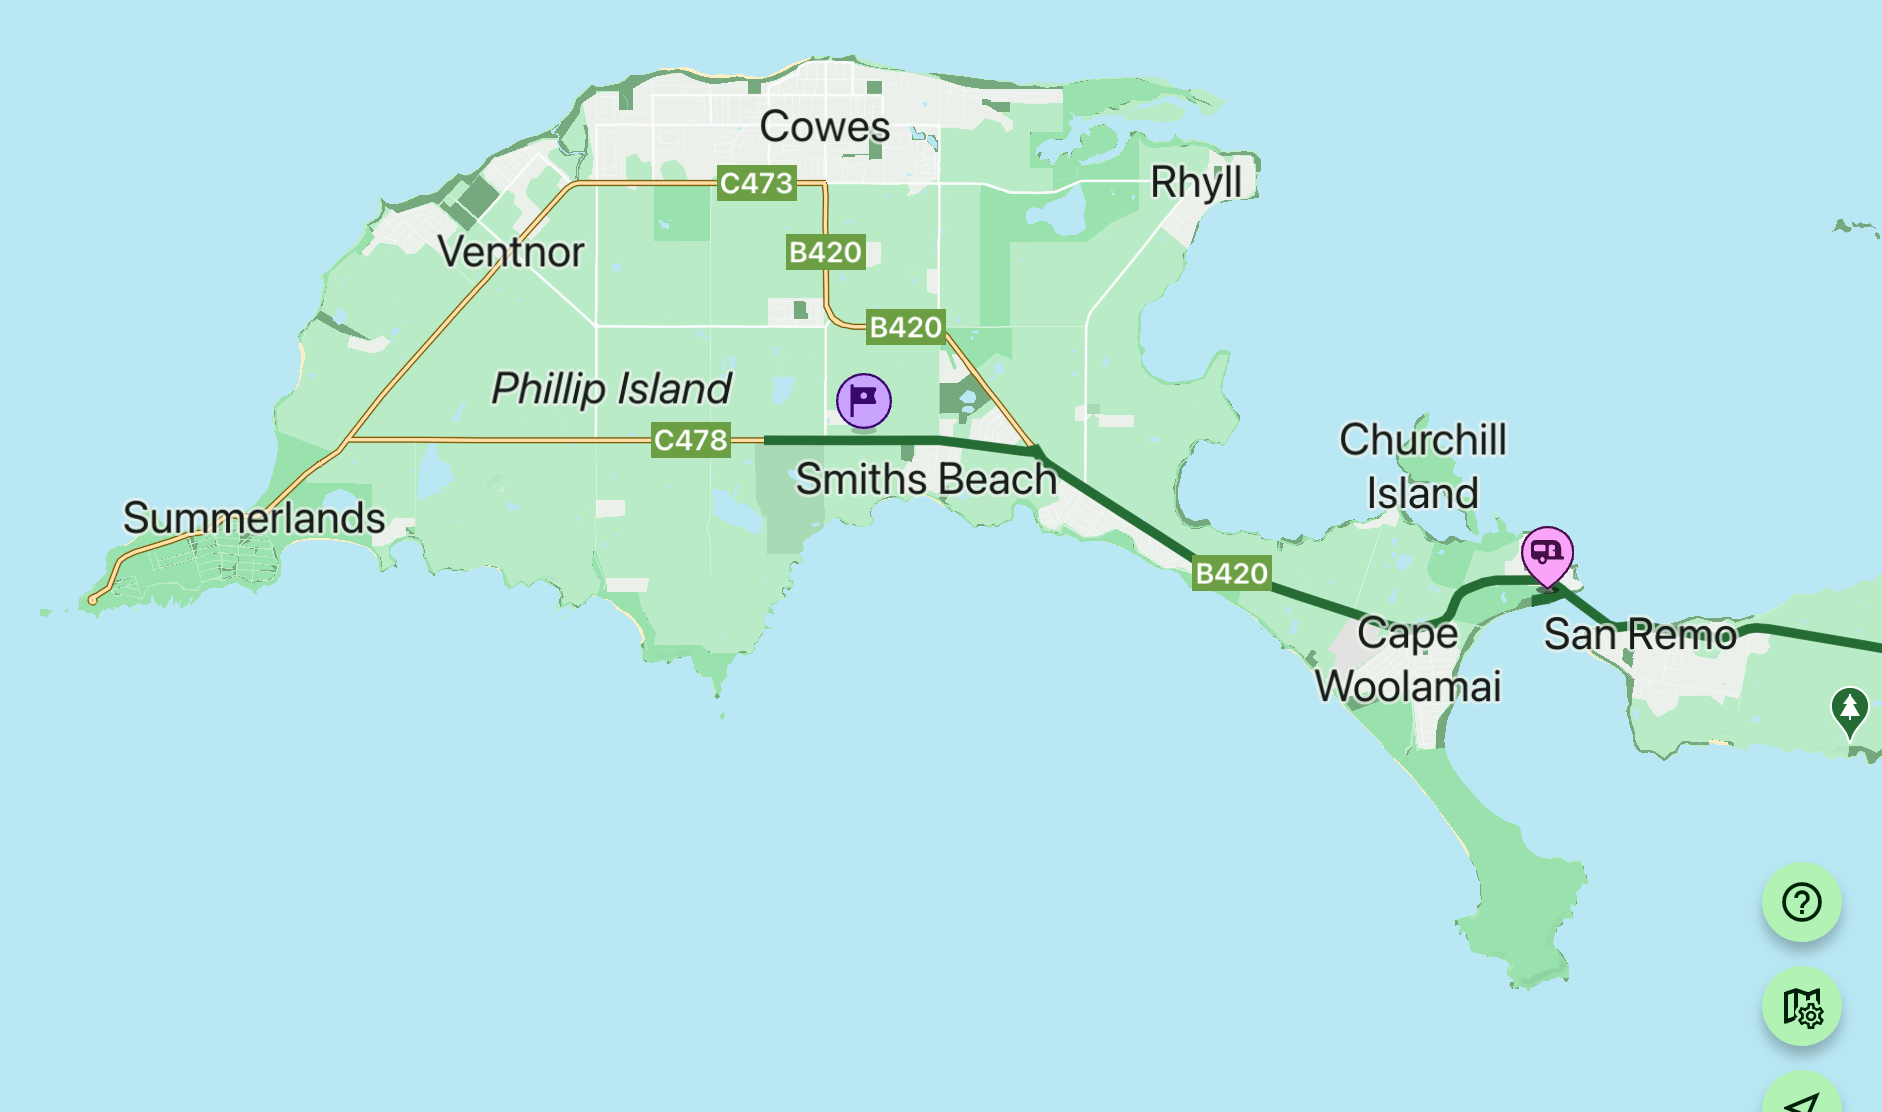 Cowes
C473
Rhyll
Ventnor
B420
B420
Phillip Island
C478
Smiths Beach
Churchill
Island
Summerlands
B420
Cape
Woolamai
San Remo